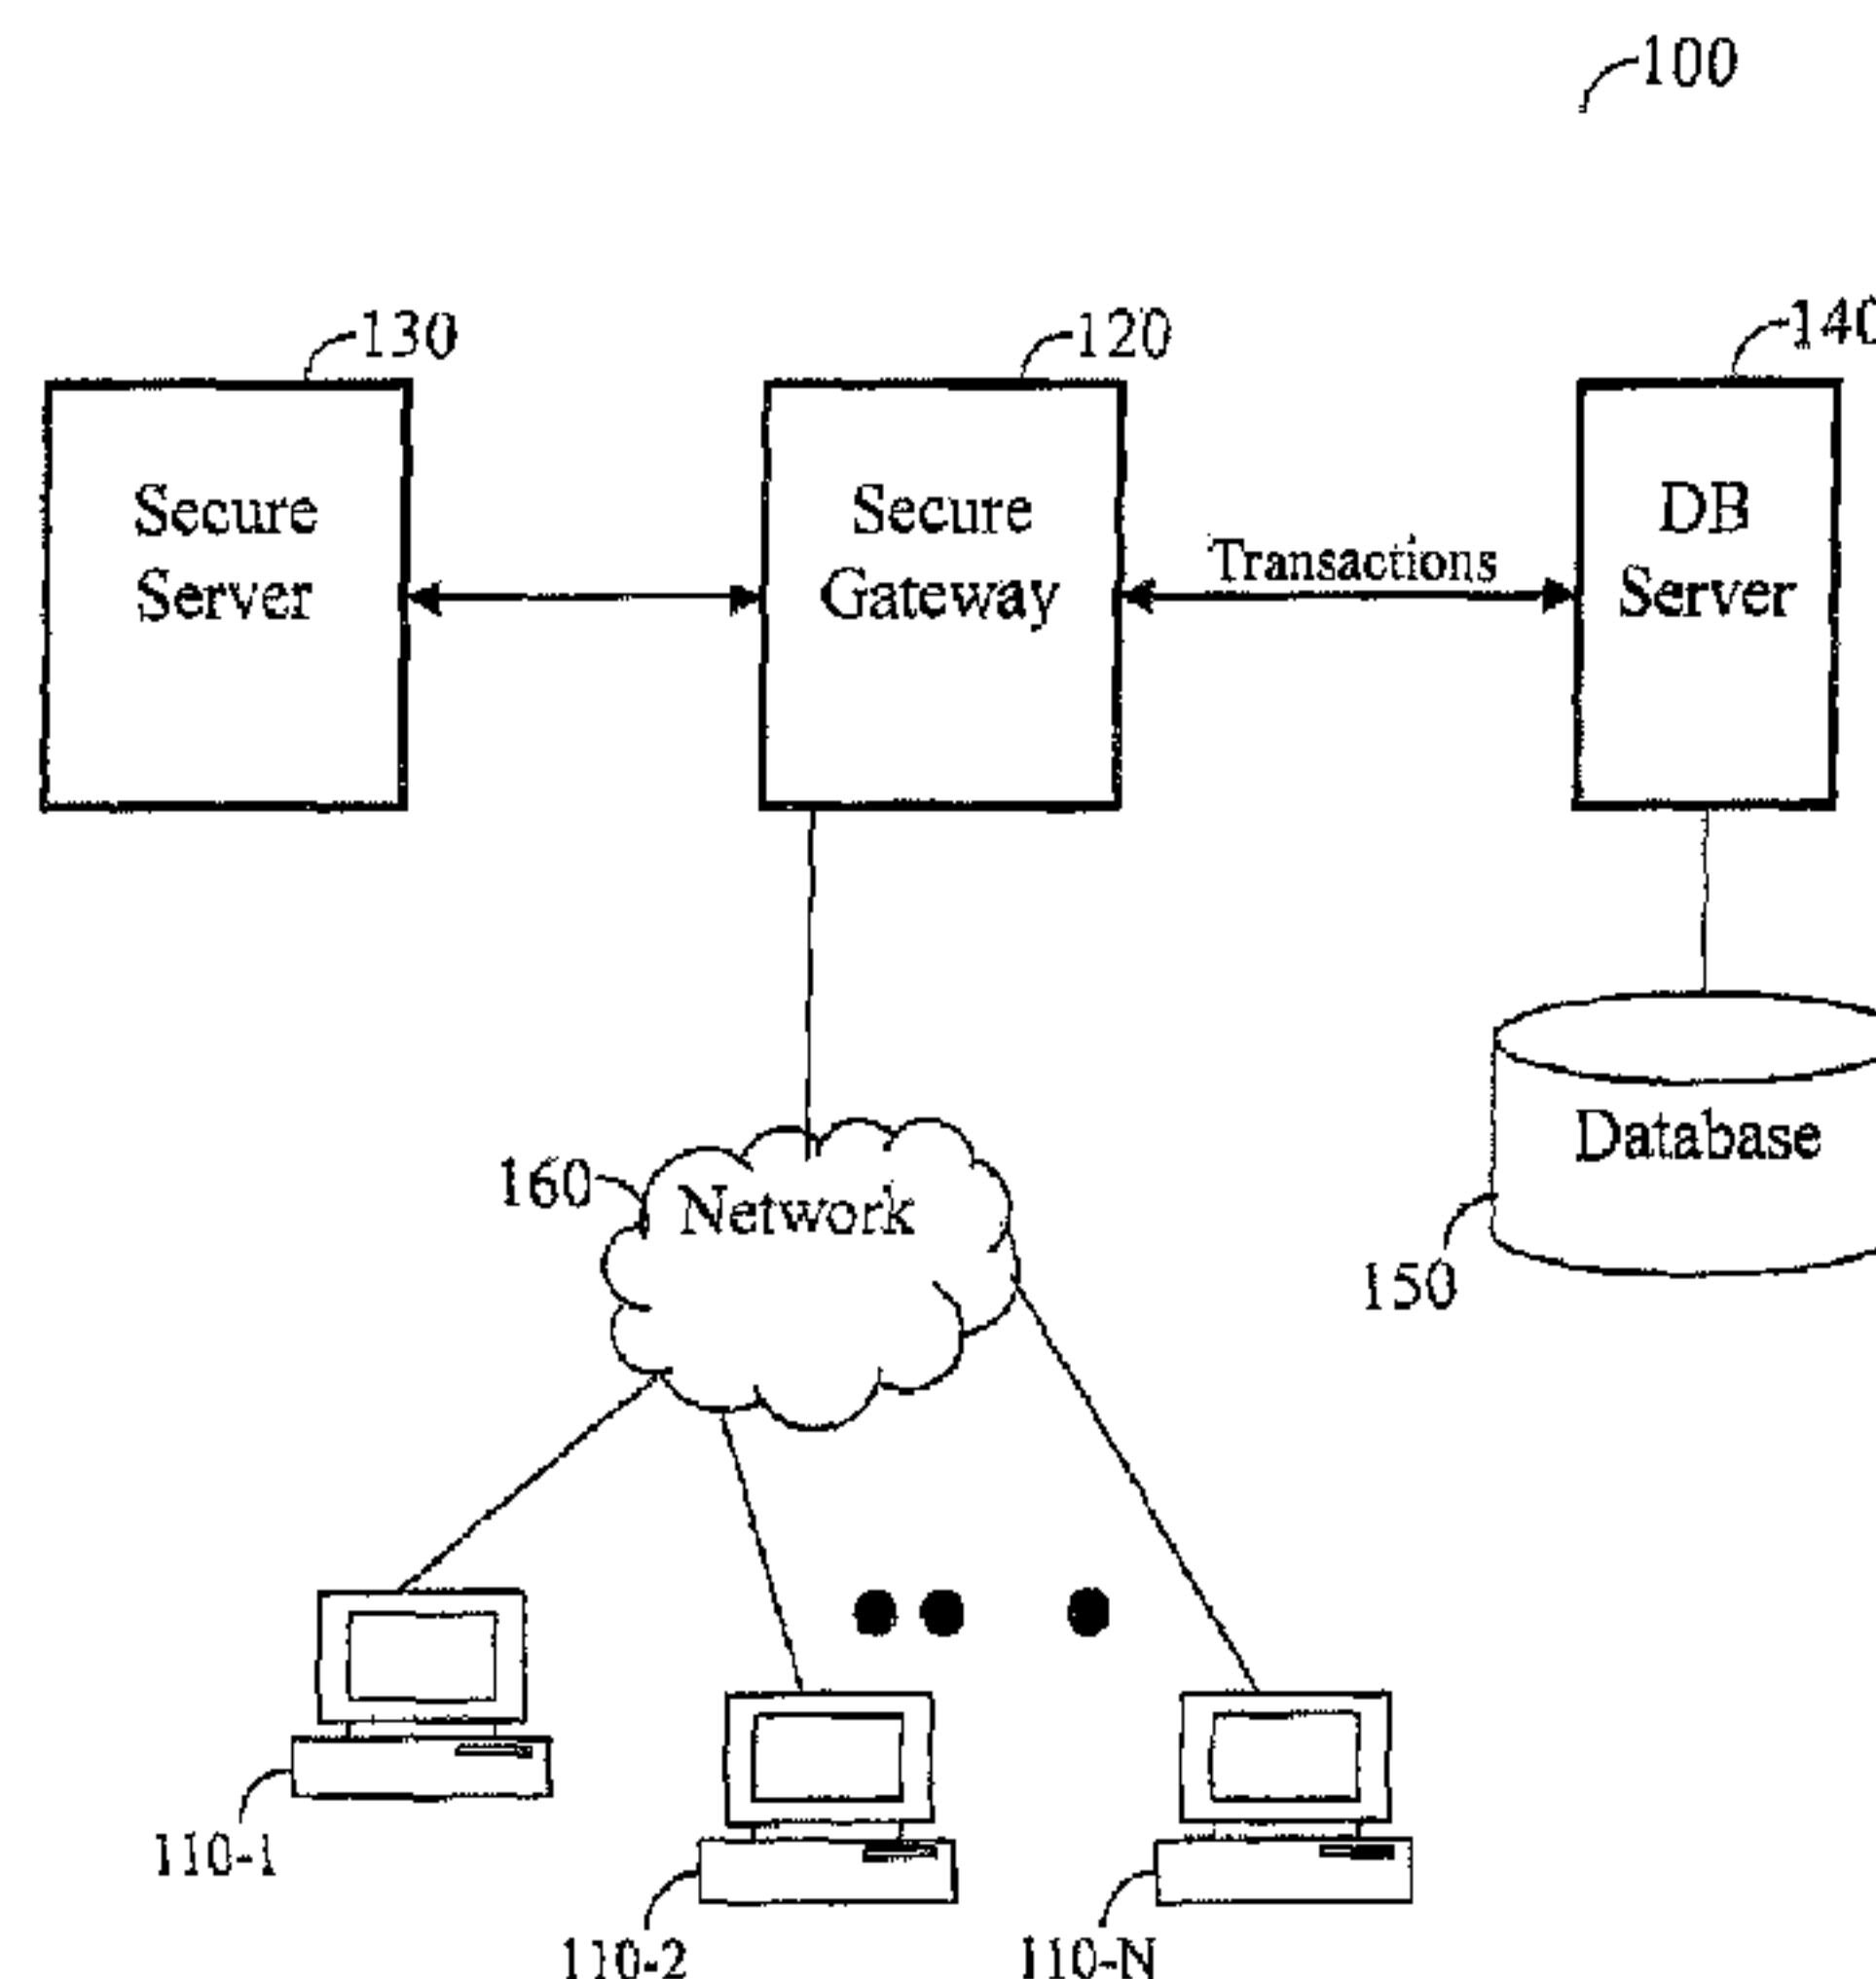 100
130
120
140
Secure
Server
Secure
Gateway
Transactions
DB
Server
160
Network
Database
150
110-1
110-2
110-N